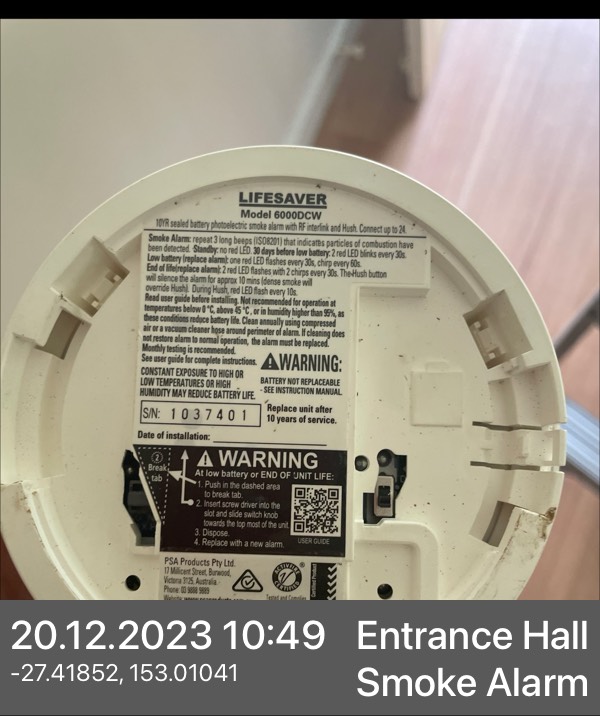 LIFESAVER
Model 6000DCW
10YR sealed battery photoelectric smoke alarm with RF interlink and Hush. Connect up to 24.
Smoke Alarm: repeat 3 long beeps (ISO8201) that indicates particles of combustion have
been detected. Standby: no red LED. 30 days before low battery: 2 red LED blinks every 30s.
Low battery (replace alarm): one red LED flashes every 30s, chirp every 60s.
End of life(replace alarm): 2 red LED flashes with 2 chirps every 30s. The Hush button
will silence the alarm for approx 10 mins (dense smoke will
override Hush). During Hush, red LED flash every 10s.
Read user guide before installing. Not recommended for operation at
temperatures below 0 °C, above 45 °C, or in humidity higher than 95%, as
these conditions reduce battery life. Clean annually using compressed
air or a vacuum cleaner hose around perimeter of alarm. If cleaning does
not restore alarm to normal operation, the alarm must be replaced.
Monthly testing is recommended.
See user guide for complete instructions.
WARNING:
CONSTANT EXPOSURE TO HIGH OR
LOW TEMPERATURES OR HIGH
HUMIDITY MAY REDUCE BATTERY LIFE.
BATTERY NOT REPLACEABLE
- SEE INSTRUCTION MANUAL
S/N: 1037401
Replace unit after
10 years of service.
Date of installation:
2
Break
tab
WARNING
At low battery or END OF UNIT LIFE:
1. Push in the dashed area
to break tab.
2. Insert screw driver into the
slot and slide switch knob
towards the top most of the unit.
3. Dispose.
4. Replace with a new alarm.
USER GUIDE
PSA Products Pty Ltd.
17 Millicent Street, Burwood,
Victoria 3125, Australia.
Phone: 03 9888 9889
Tested and Complies
Certified Product
20.12.2023 10:49
-27.41852, 153.01041
Entrance Hall
Smoke Alarm